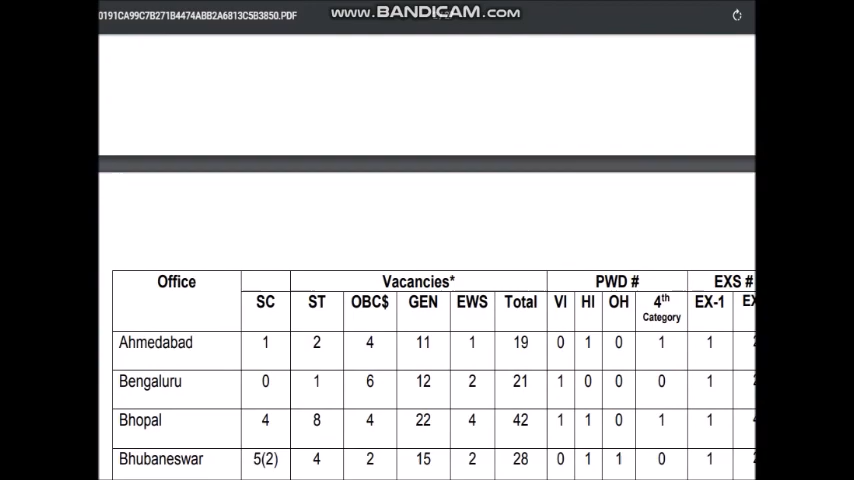 0191CA99C7B271B4474ABB2A6813C5B3850.PDF
www.BANDICAM.com
Office Vacancies* PWD # EXS #
SC ST OBC$ GEN EWS Total VI HI OH 4th Category EX-1
Ahmedabad 1 2 4 11 1 19 0 1 0 1 1
Bengaluru 0 1 6 12 2 21 1 0 0 0 1
Bhopal 4 8 4 22 4 42 1 1 0 1 1
Bhubaneswar 5(2) 4 2 15 2 28 0 1 1 0 1